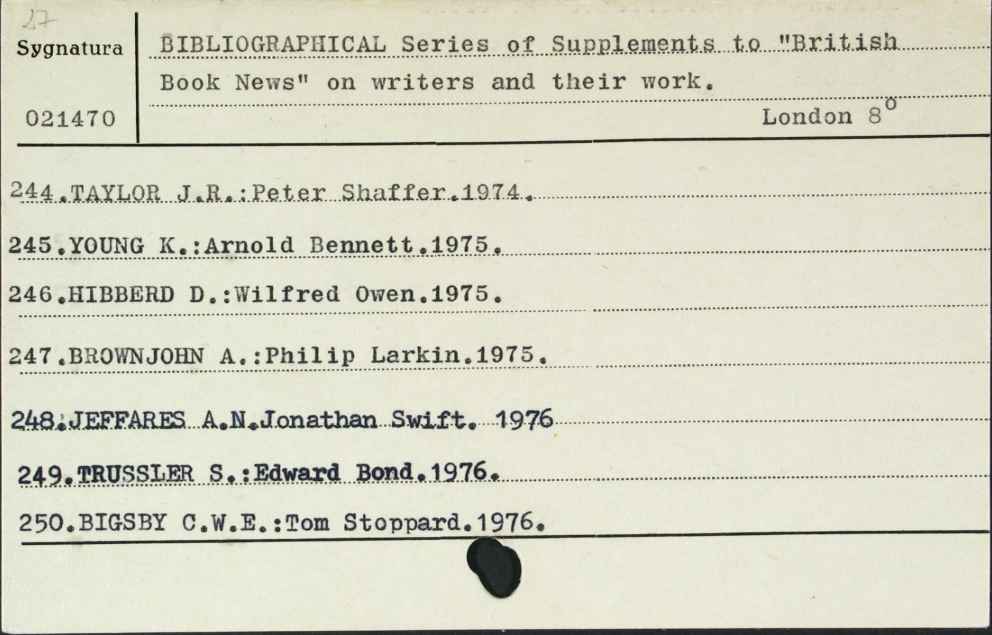 27
Sygnatura
021470
BIBLIOGRAPHICAL Series of Supplements to "British
Book News" on writers and their work.
London 8°
244.TAYLOR J.R.:Peter Shaffer.1974.
245.YOUNG K.:Arnold Bennett.1975.
246.HIBBERD D.:Wilfred Owen.1975.
247.BROWNJOHN A.:Philip Larkin.1975.
248.JEFFARES A.N.Jonathan Swift. 1976
249.TRUSSLER S.:Edward Bond.1976.
250.BIGSBY C.W.E.:Tom Stoppard.1976.